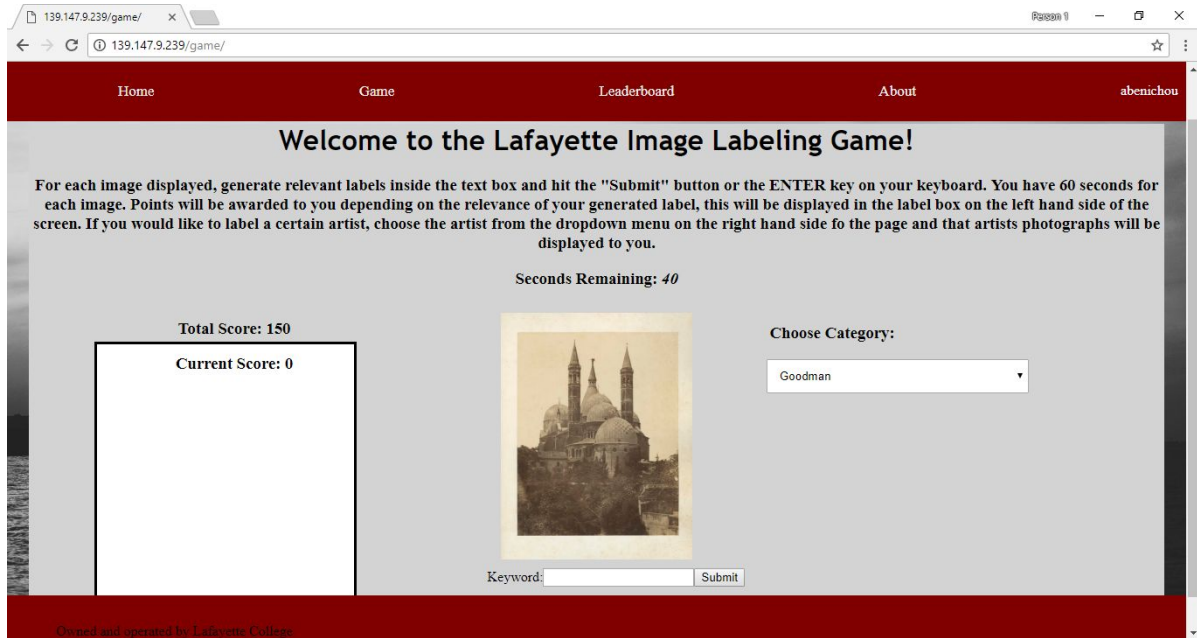 139.147.9.239/game/
Person 1
139.147.9.239/game/
Home Game Leaderboard About abenichou
Welcome to the Lafayette Image Labeling Game!
For each image displayed, generate relevant labels inside the text box and hit the "Submit" button or the ENTER key on your keyboard. You have 60 seconds for
each image. Points will be awarded to you depending on the relevance of your generated label, this will be displayed in the label box on the left hand side of the
screen. If you would like to label a certain artist, choose the artist from the dropdown menu on the right hand side fo the page and that artists photographs will be
displayed to you.
Seconds Remaining: 40
Total Score: 150
Current Score: 0
Choose Category:
Goodman
Keyword: Submit
Owned and operated by Lafayette College